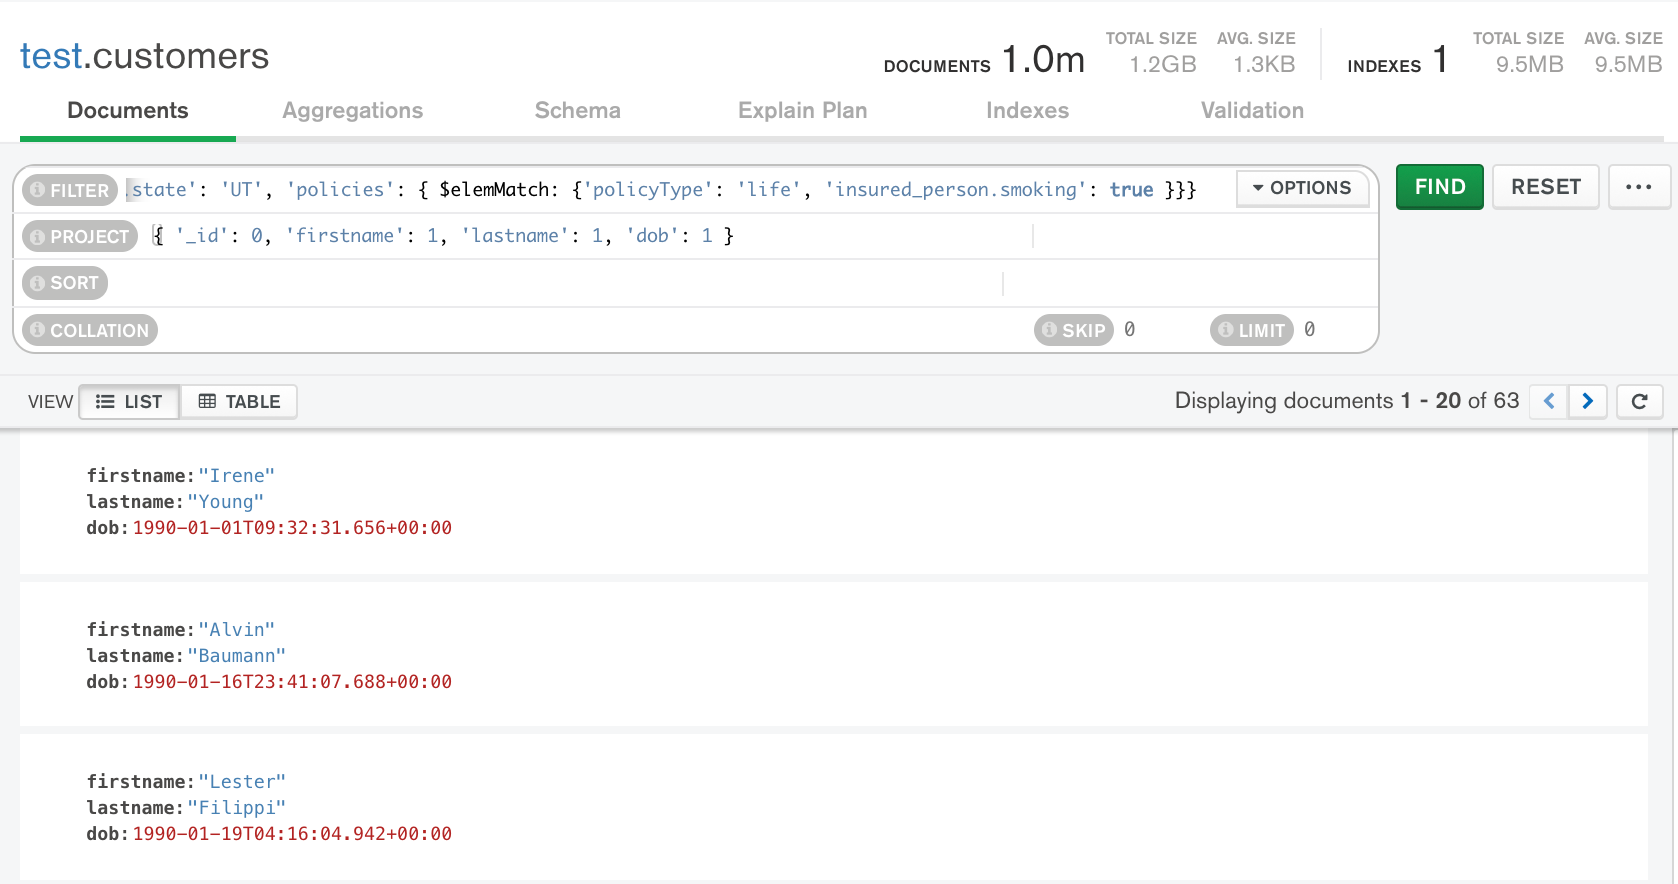 test.customers
DOCUMENTS 1.0m TOTAL SIZE 1.2GB AVG. SIZE 1.3KB INDEXES 1 TOTAL SIZE 9.5MB AVG. SIZE 9.5MB
Documents Aggregations Schema Explain Plan Indexes Validation
FILTER .state': 'UT', 'policies': { $elemMatch: {'policyType': 'life', 'insured_person.smoking': true }}} OPTIONS FIND RESET ...
PROJECT { '_id': 0, 'firstname': 1, 'lastname': 1, 'dob': 1 }
SORT
COLLATION SKIP 0 LIMIT 0
VIEW LIST TABLE Displaying documents 1 - 20 of 63
firstname:"Irene"
lastname:"Young"
dob:1990-01-01T09:32:31.656+00:00
firstname:"Alvin"
lastname:"Baumann"
dob:1990-01-16T23:41:07.688+00:00
firstname:"Lester"
lastname:"Filippi"
dob:1990-01-19T04:16:04.942+00:00